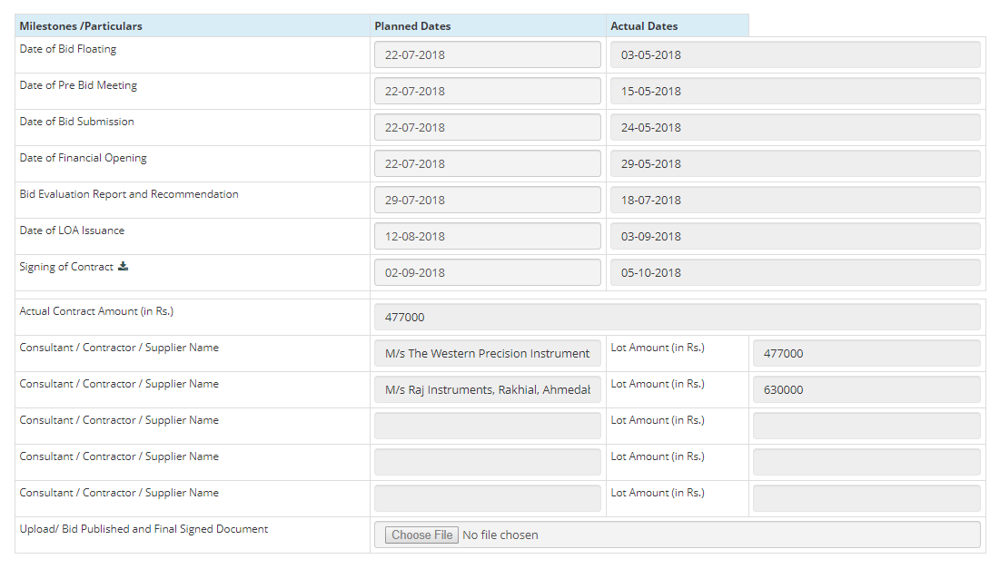 Milestones /Particulars Planned Dates Actual Dates
Date of Bid Floating 22-07-2018 03-05-2018
Date of Pre Bid Meeting 22-07-2018 15-05-2018
Date of Bid Submission 22-07-2018 24-05-2018
Date of Financial Opening 22-07-2018 29-05-2018
Bid Evaluation Report and Recommendation 29-07-2018 18-07-2018
Date of LOA Issuance 12-08-2018 03-09-2018
Signing of Contract 02-09-2018 05-10-2018
Actual Contract Amount (in Rs.) 477000
Consultant / Contractor / Supplier Name M/s The Western Precision Instrument Lot Amount (in Rs.) 477000
Consultant / Contractor / Supplier Name M/s Raj Instruments, Rakhial, Ahmedab Lot Amount (in Rs.) 630000
Consultant / Contractor / Supplier Name Lot Amount (in Rs.)
Consultant / Contractor / Supplier Name Lot Amount (in Rs.)
Consultant / Contractor / Supplier Name Lot Amount (in Rs.)
Upload/ Bid Published and Final Signed Document Choose File No file chosen